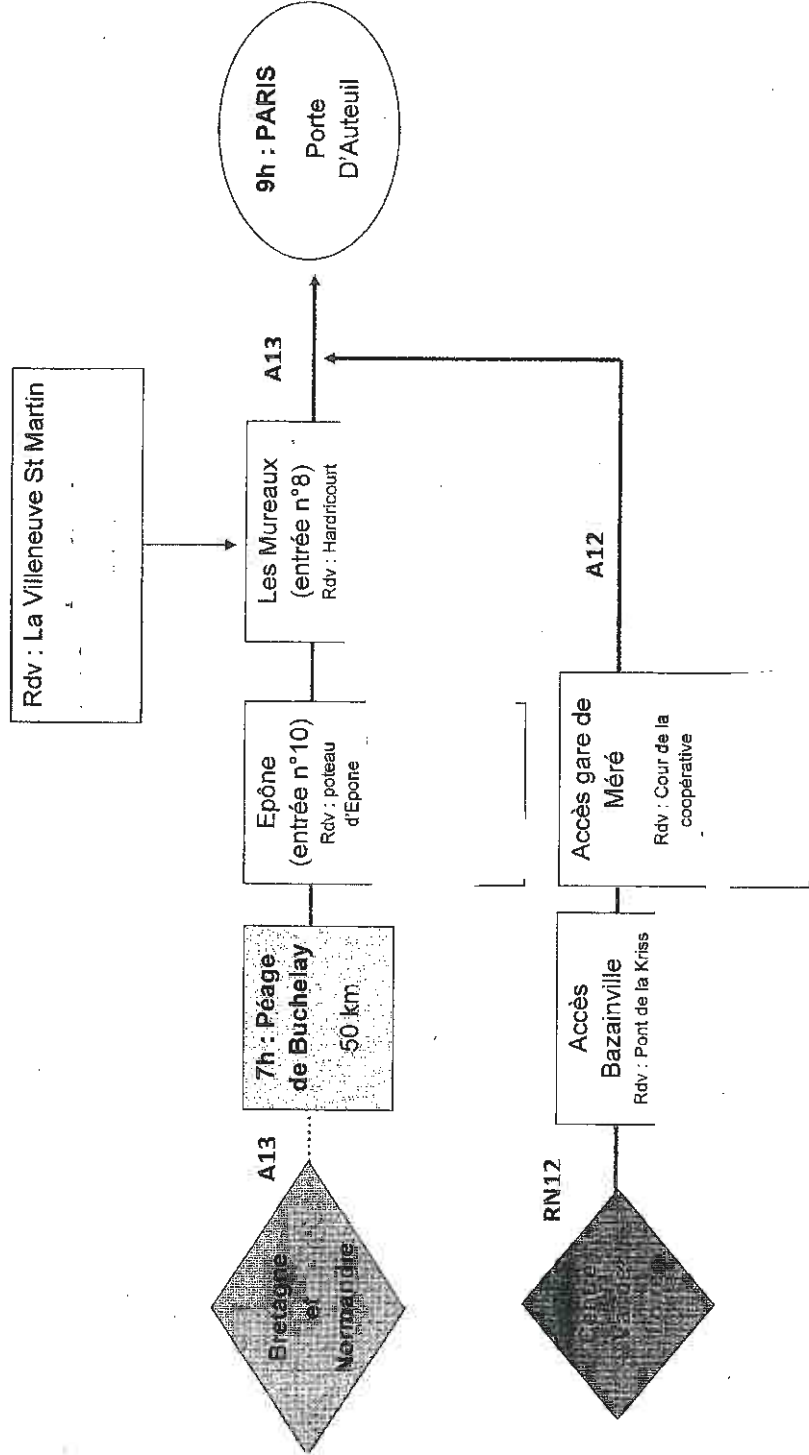 Rdv : La Villeneuve St Martin
Bretagne
et
Normandie
A13
7h : Péage
de Buchelay
50 km
Epône
(entrée n°10)
Rdv : poteau
d'Epone
Les Mureaux
(entrée n°8)
Rdv : Hardricourt
A13
9h : PARIS
Porte
D'Auteuil
Centre
RN12
Accès
Bazainville
Rdv : Pont de la Kriss
Accès gare de
Méré
Rdv : Cour de la
coopérative
A12